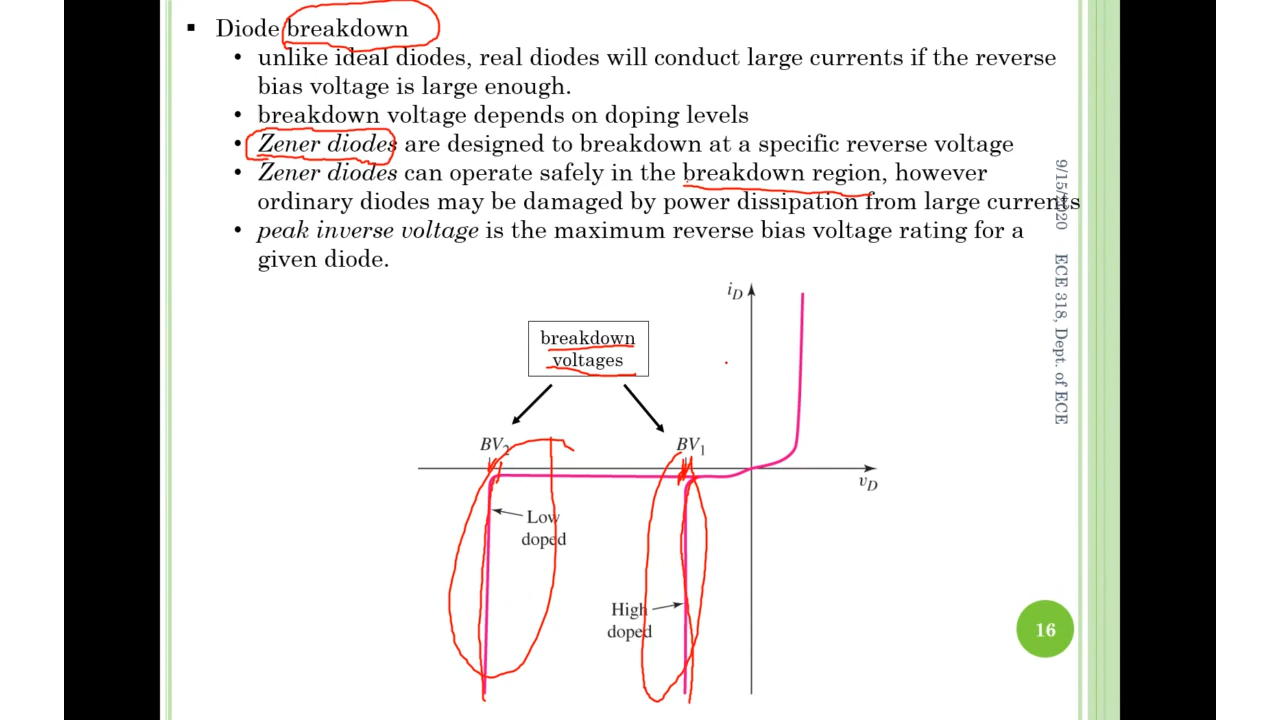 ▪ Diode breakdown
• unlike ideal diodes, real diodes will conduct large currents if the reverse
bias voltage is large enough.
• breakdown voltage depends on doping levels
• Zener diodes are designed to breakdown at a specific reverse voltage
• Zener diodes can operate safely in the breakdown region, however
ordinary diodes may be damaged by power dissipation from large currents
• peak inverse voltage is the maximum reverse bias voltage rating for a
given diode.
9/15/2020
ECE 318, Dept. of ECE
iD
breakdown
voltages
BV2
BV1
vD
Low
doped
High
doped
16